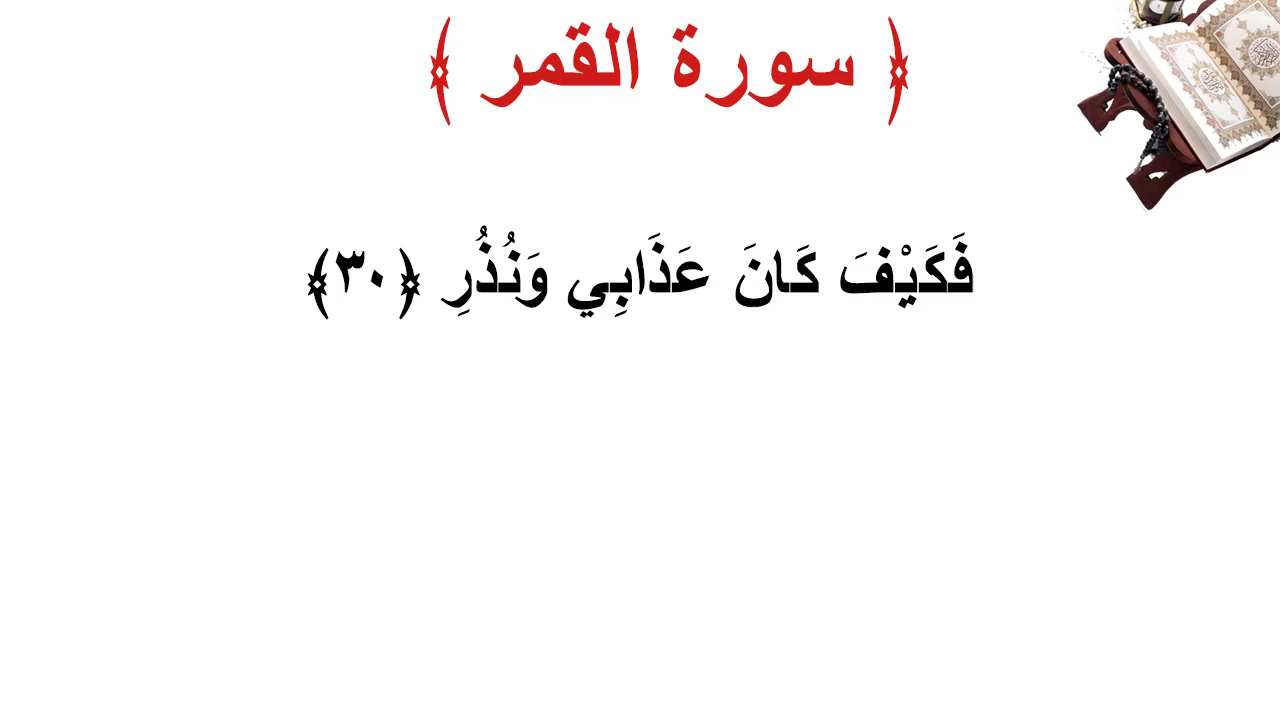 ﴿ سورة القمر ﴾
فَكَيْفَ كَانَ عَذَابِي وَنُذُرِ ﴿٣٠﴾